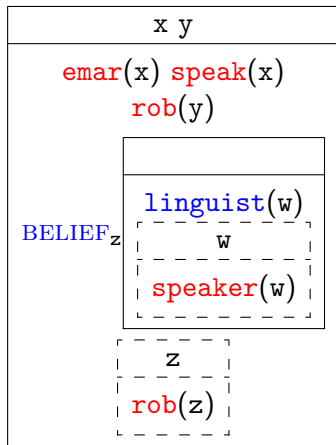 x y
emar(x) speak(x)
rob(y)
linguist(w)
BELIEFz
w
speaker(w)
z
rob(z)